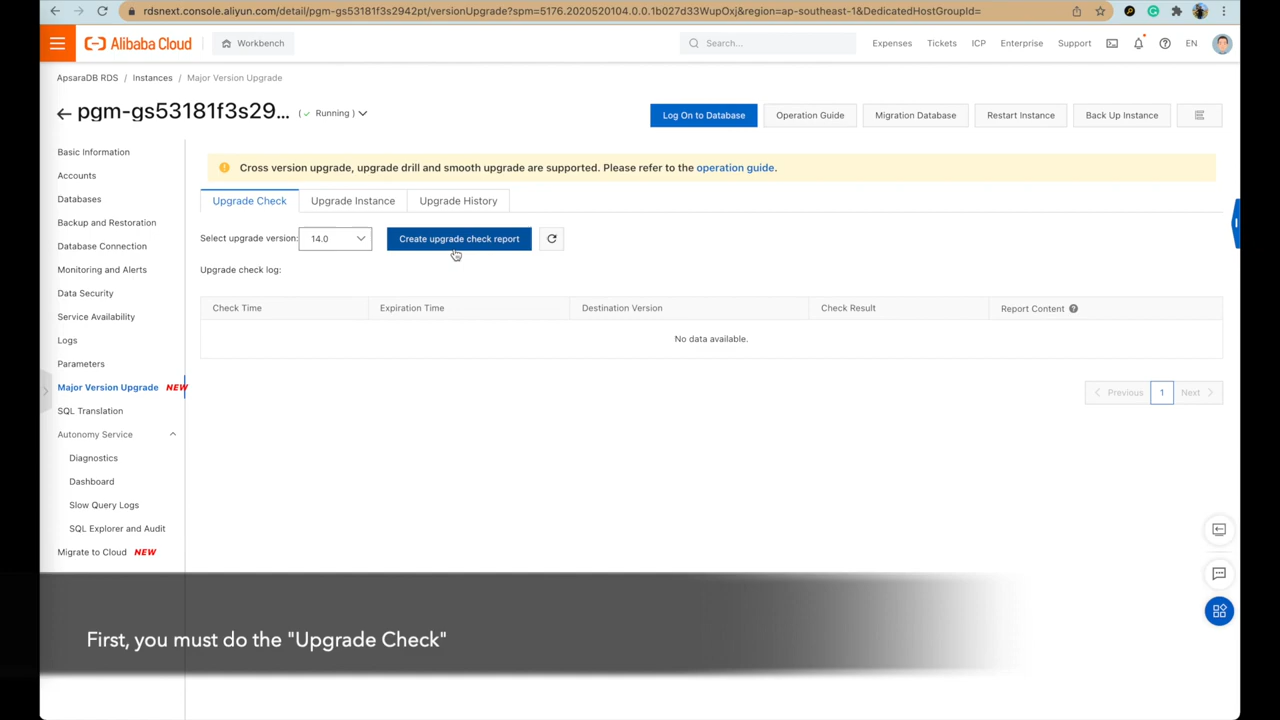 rdsnext.console.aliyun.com/detail/pgm-gs53181f3s2942pt/versionUpgrade?spm=5176.2020520104.0.0.1b027d33WupOxj&region=ap-southeast-1&DedicatedHostGroupId=
Alibaba Cloud Workbench Search... Expenses Tickets ICP Enterprise Support EN
ApsaraDB RDS / Instances / Major Version Upgrade
pgm-gs53181f3s29... ( Running ) Log On to Database Operation Guide Migration Database Restart Instance Back Up Instance
Basic Information
Accounts
Databases
Backup and Restoration
Database Connection
Monitoring and Alerts
Data Security
Service Availability
Logs
Parameters
Major Version Upgrade NEW
SQL Translation
Autonomy Service
Diagnostics
Dashboard
Slow Query Logs
SQL Explorer and Audit
Migrate to Cloud NEW
Cross version upgrade, upgrade drill and smooth upgrade are supported. Please refer to the operation guide.
Upgrade Check Upgrade Instance Upgrade History
Select upgrade version: 14.0 Create upgrade check report
Upgrade check log:
Check Time Expiration Time Destination Version Check Result Report Content
No data available.
Previous 1 Next
First, you must do the "Upgrade Check"